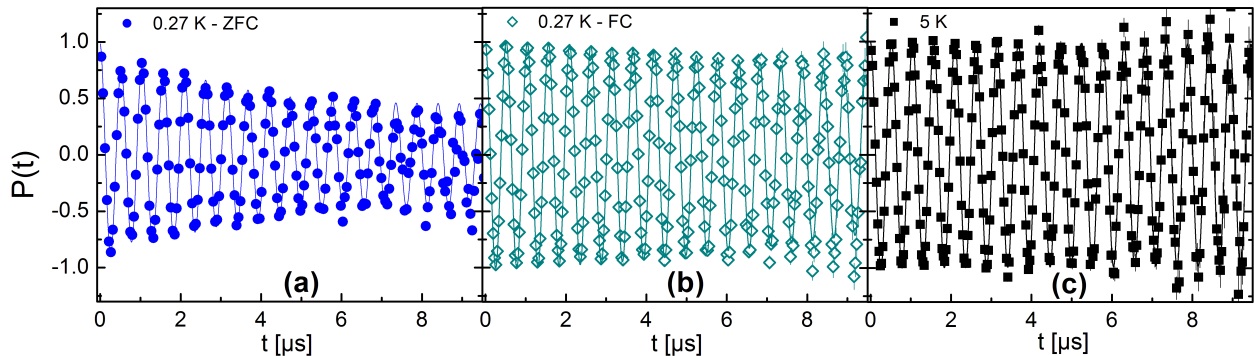 0.27 K - ZFC
0.27 K - FC
5 K
P(t)
1.0
0.5
0.0
-0.5
-1.0
(a)
(b)
(c)
0 2 4 6 8
0 2 4 6 8
0 2 4 6 8
t [µs]
t [µs]
t [µs]